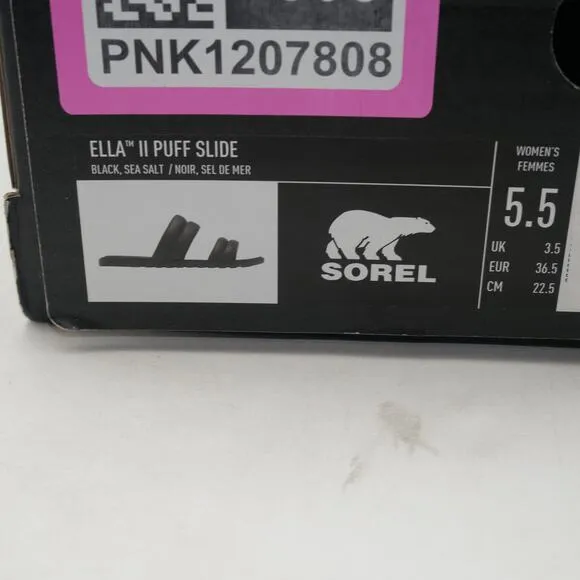 PNK1207808
ELLA™ II PUFF SLIDE
BLACK, SEA SALT / NOIR, SEL DE MER
SOREL
WOMEN'S
FEMMES
5.5
UK 3.5
EUR 36.5
CM 22.5